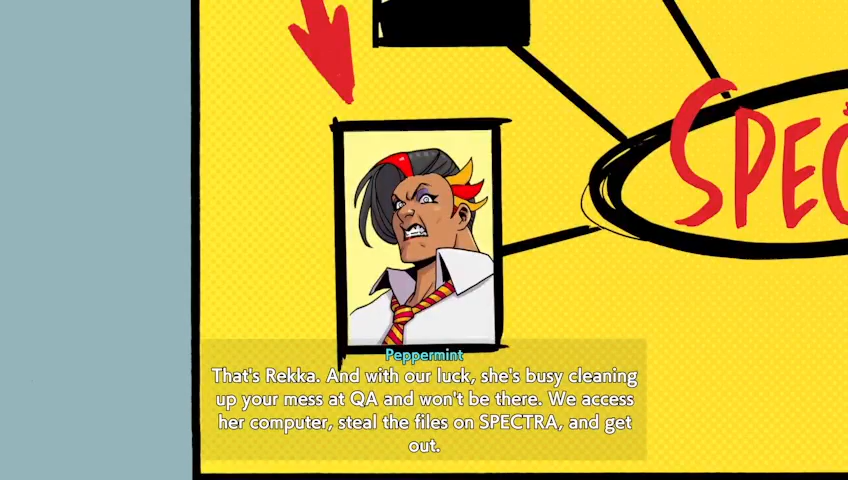 SPEC
Peppermint
That's Rekka. And with our luck, she's busy cleaning
up your mess at QA and won't be there. We access
her computer, steal the files on SPECTRA, and get
out.